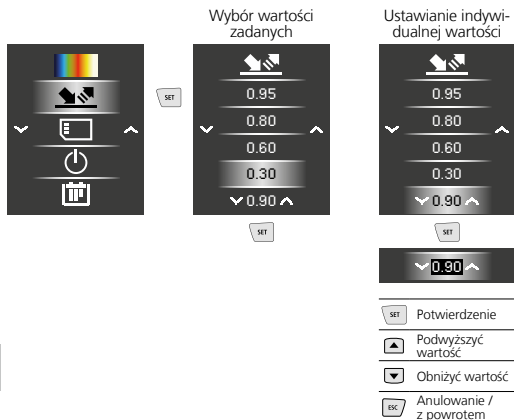 Wybór wartości
zadanych
Ustawianie indywi-
dualnej wartości
SET
0.95
0.80
0.60
0.30
0.90
SET
0.95
0.80
0.60
0.30
0.90
SET
0.90
SET Potwierdzenie
Podwyższyć
wartość
Obniżyć wartość
ESC Anulowanie /
z powrotem